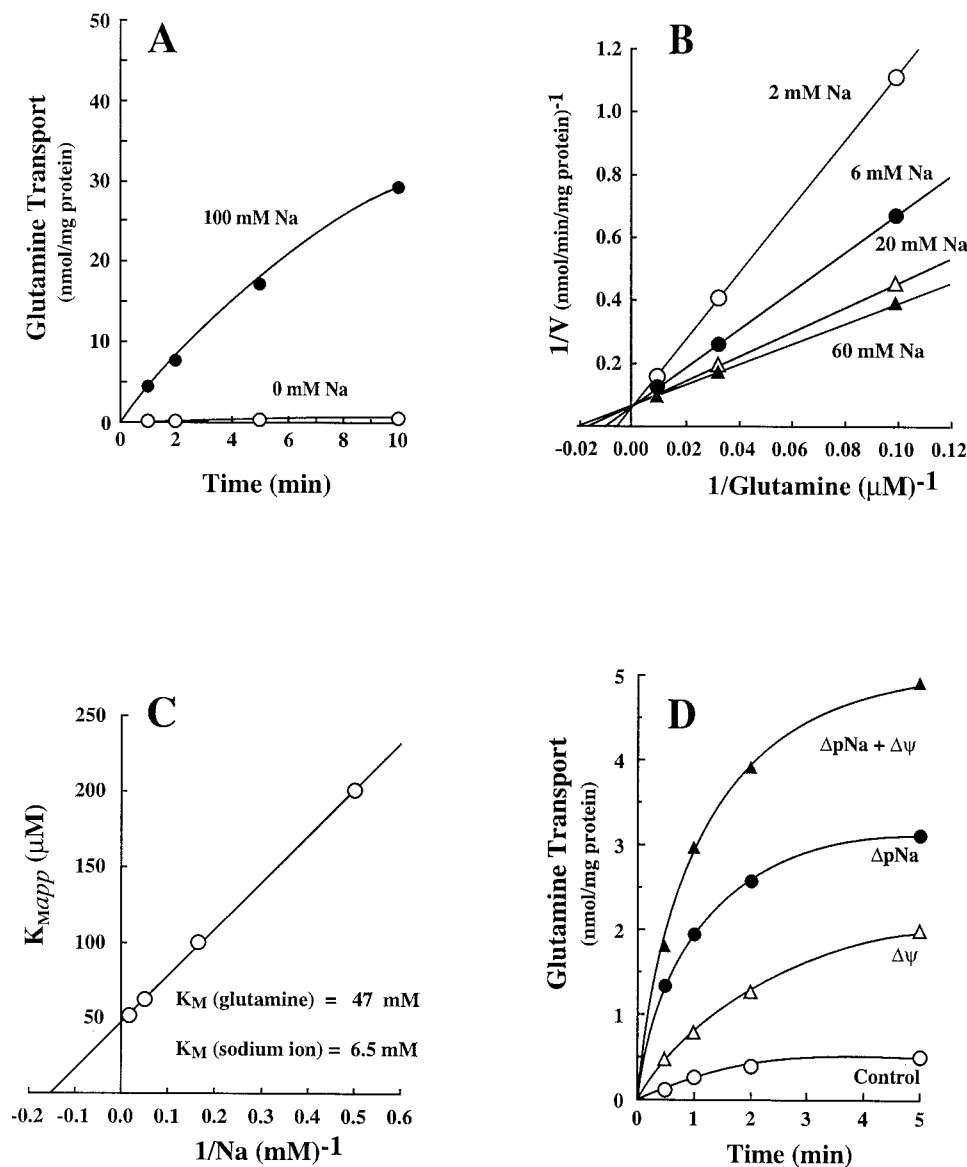 A
50
40
30
20
10
0
Glutamine Transport
(nmol/mg protein)
100 mM Na
0 mM Na
0 2 4 6 8 10
Time (min)
B
1.2
1.0
0.8
0.6
0.4
0.2
1/V (nmol/min/mg protein)-1
2 mM Na
6 mM Na
20 mM Na
60 mM Na
-0.02 0.00 0.02 0.04 0.06 0.08 0.10 0.12
1/Glutamine (μM)-1
C
250
200
150
100
50
KMapp (μM)
KM (glutamine) = 47 mM
KM (sodium ion) = 6.5 mM
-0.2 -0.1 0.0 0.1 0.2 0.3 0.4 0.5 0.6
1/Na (mM)-1
D
5
4
3
2
1
0
Glutamine Transport
(nmol/mg protein)
ΔpNa + Δψ
ΔpNa
Δψ
Control
0 1 2 3 4 5
Time (min)